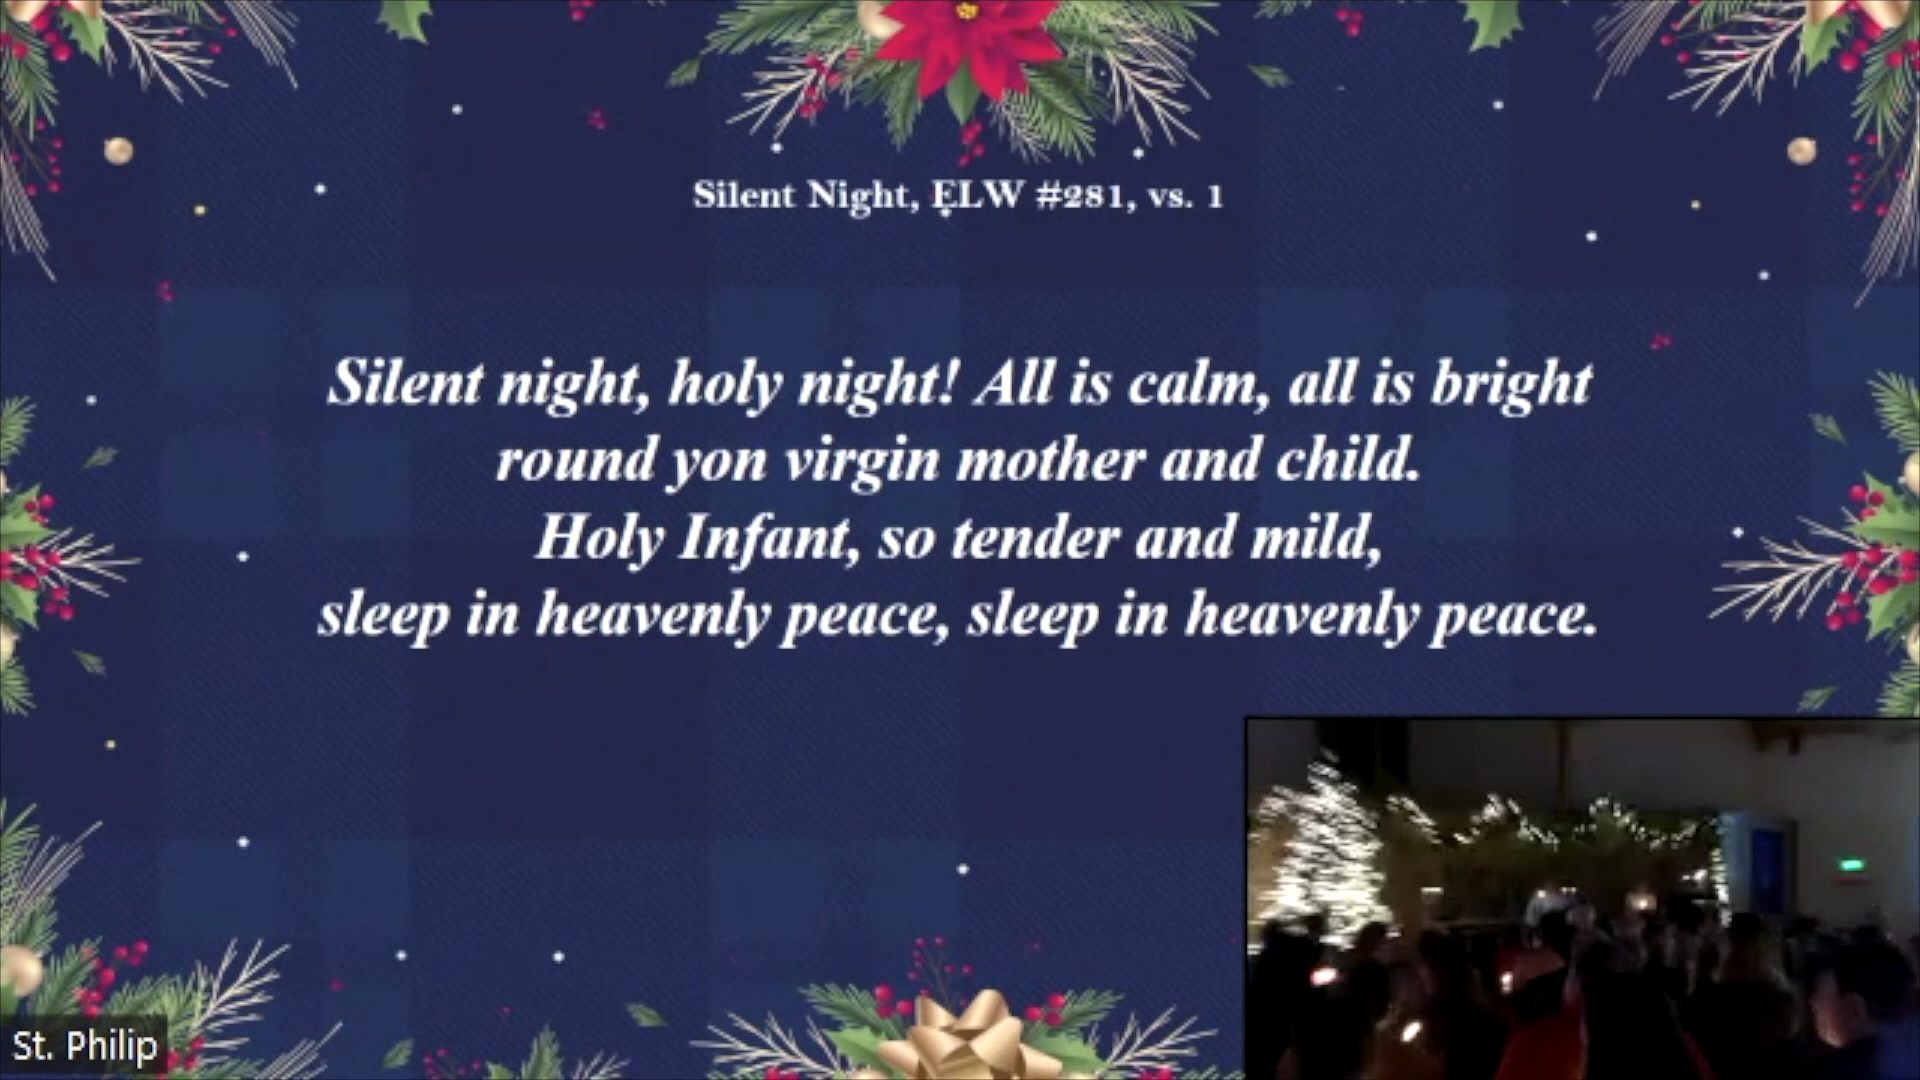 Silent Night, ELW #281, vs. 1
Silent night, holy night! All is calm, all is bright
round yon virgin mother and child.
Holy Infant, so tender and mild,
sleep in heavenly peace, sleep in heavenly peace.
St. Philip